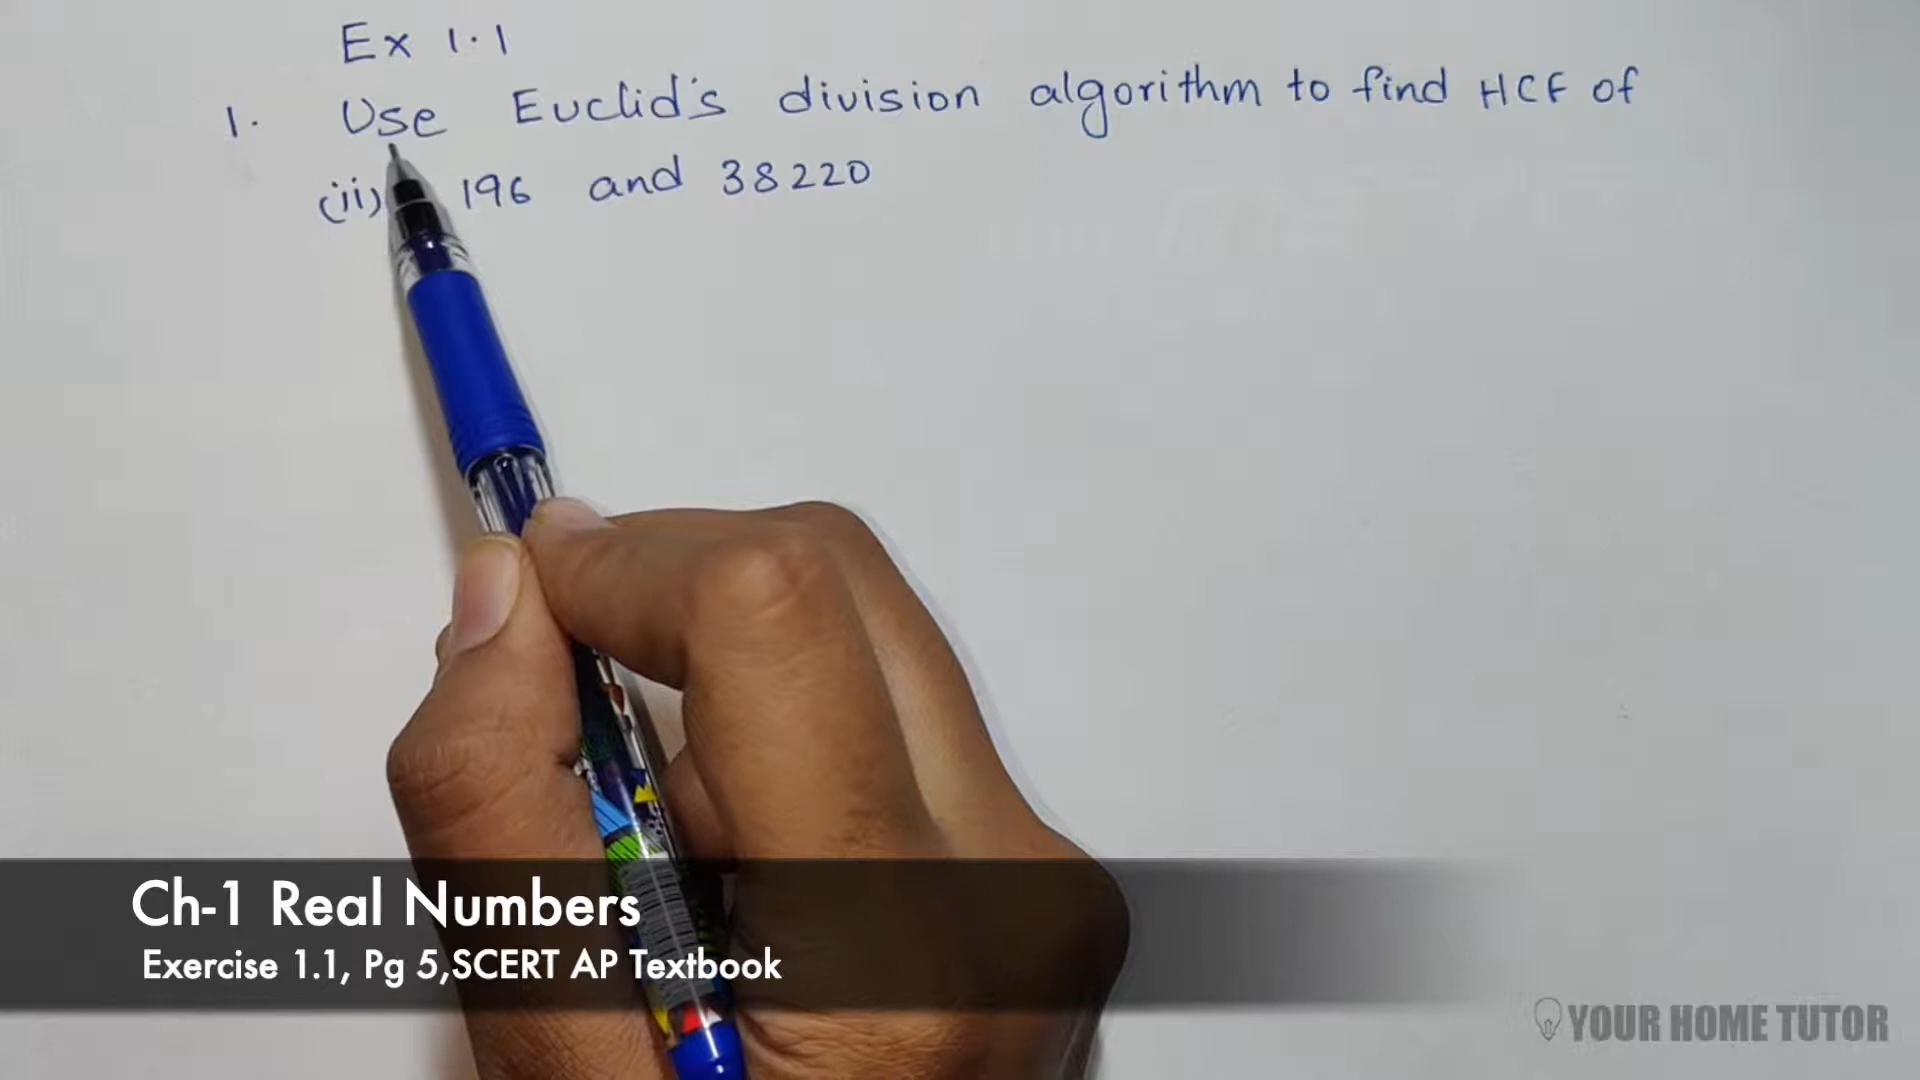 Ex 1.1
1. Use Euclid's division algorithm to find HCF of
(ii) 196 and 38220
Ch-1 Real Numbers
Exercise 1.1, Pg 5,SCERT AP Textbook
YOUR HOME TUTOR